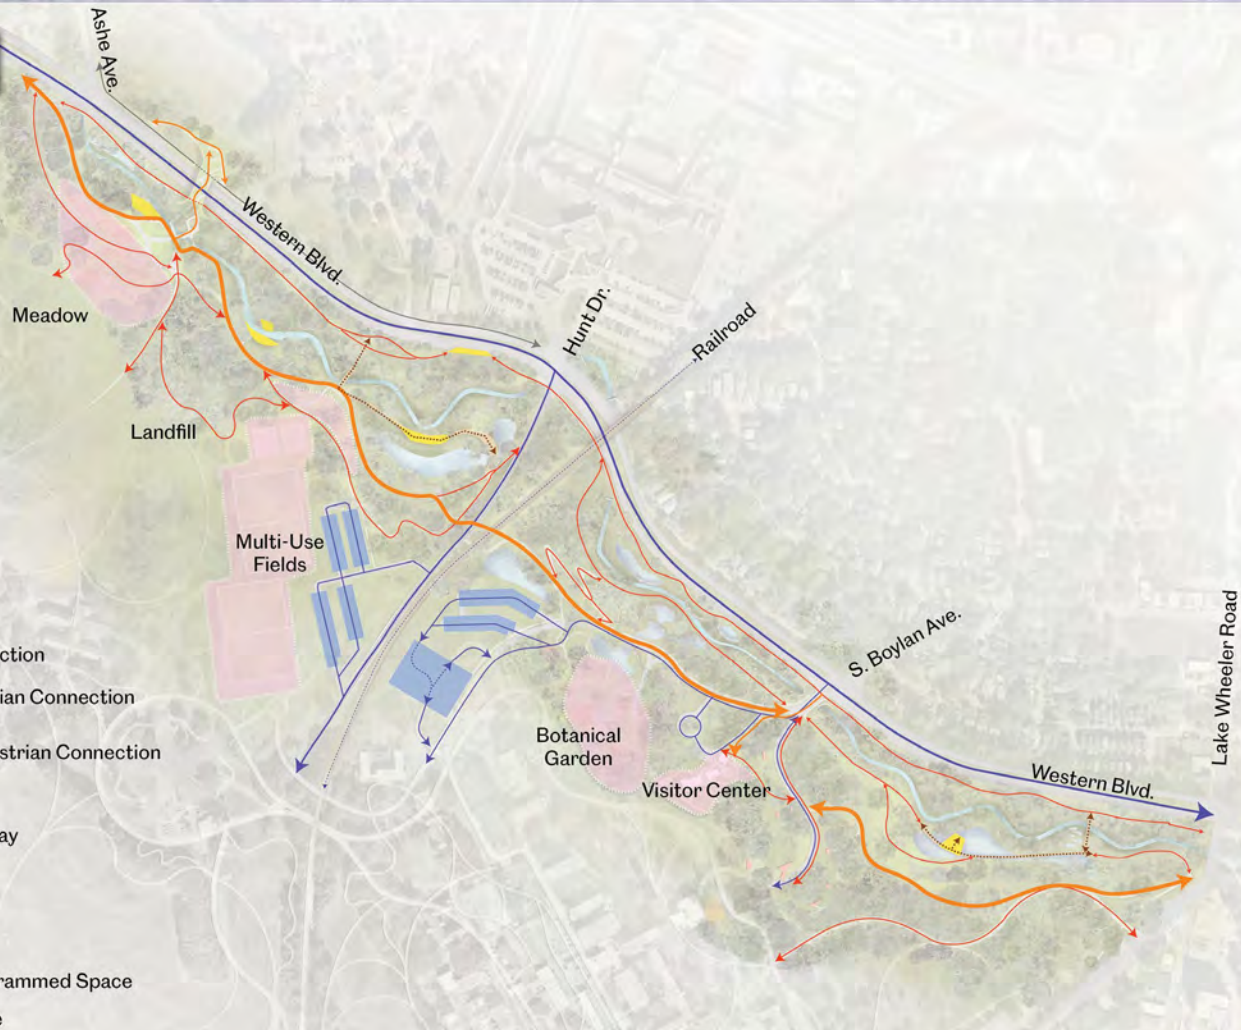 Ashe Ave.
Western Blvd.
Hunt Dr.
Railroad
Meadow
Landfill
Multi-Use
Fields
S. Boylan Ave.
Lake Wheeler Road
ction
ian Connection
strian Connection
Botanical
Garden
Visitor Center
Western Blvd.
ay
rammed Space
e